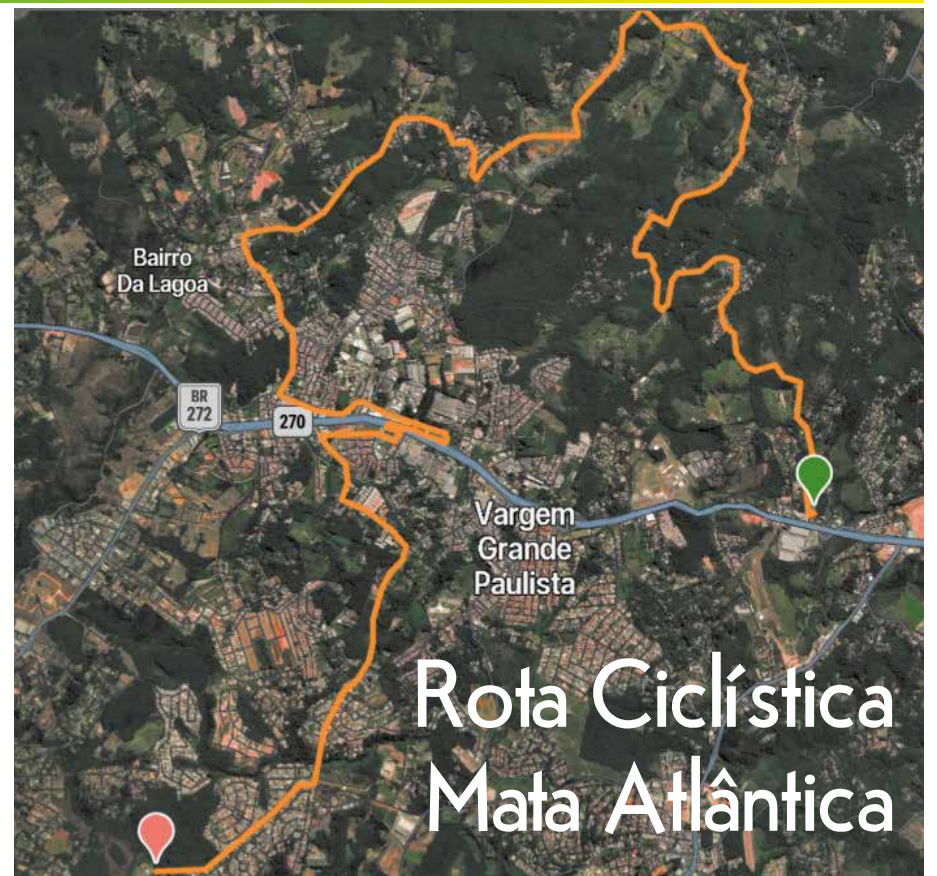 Bairro
Da Lagoa
BR
272
270
Vargem
Grande
Paulista
Rota Ciclística
Mata Atlântica